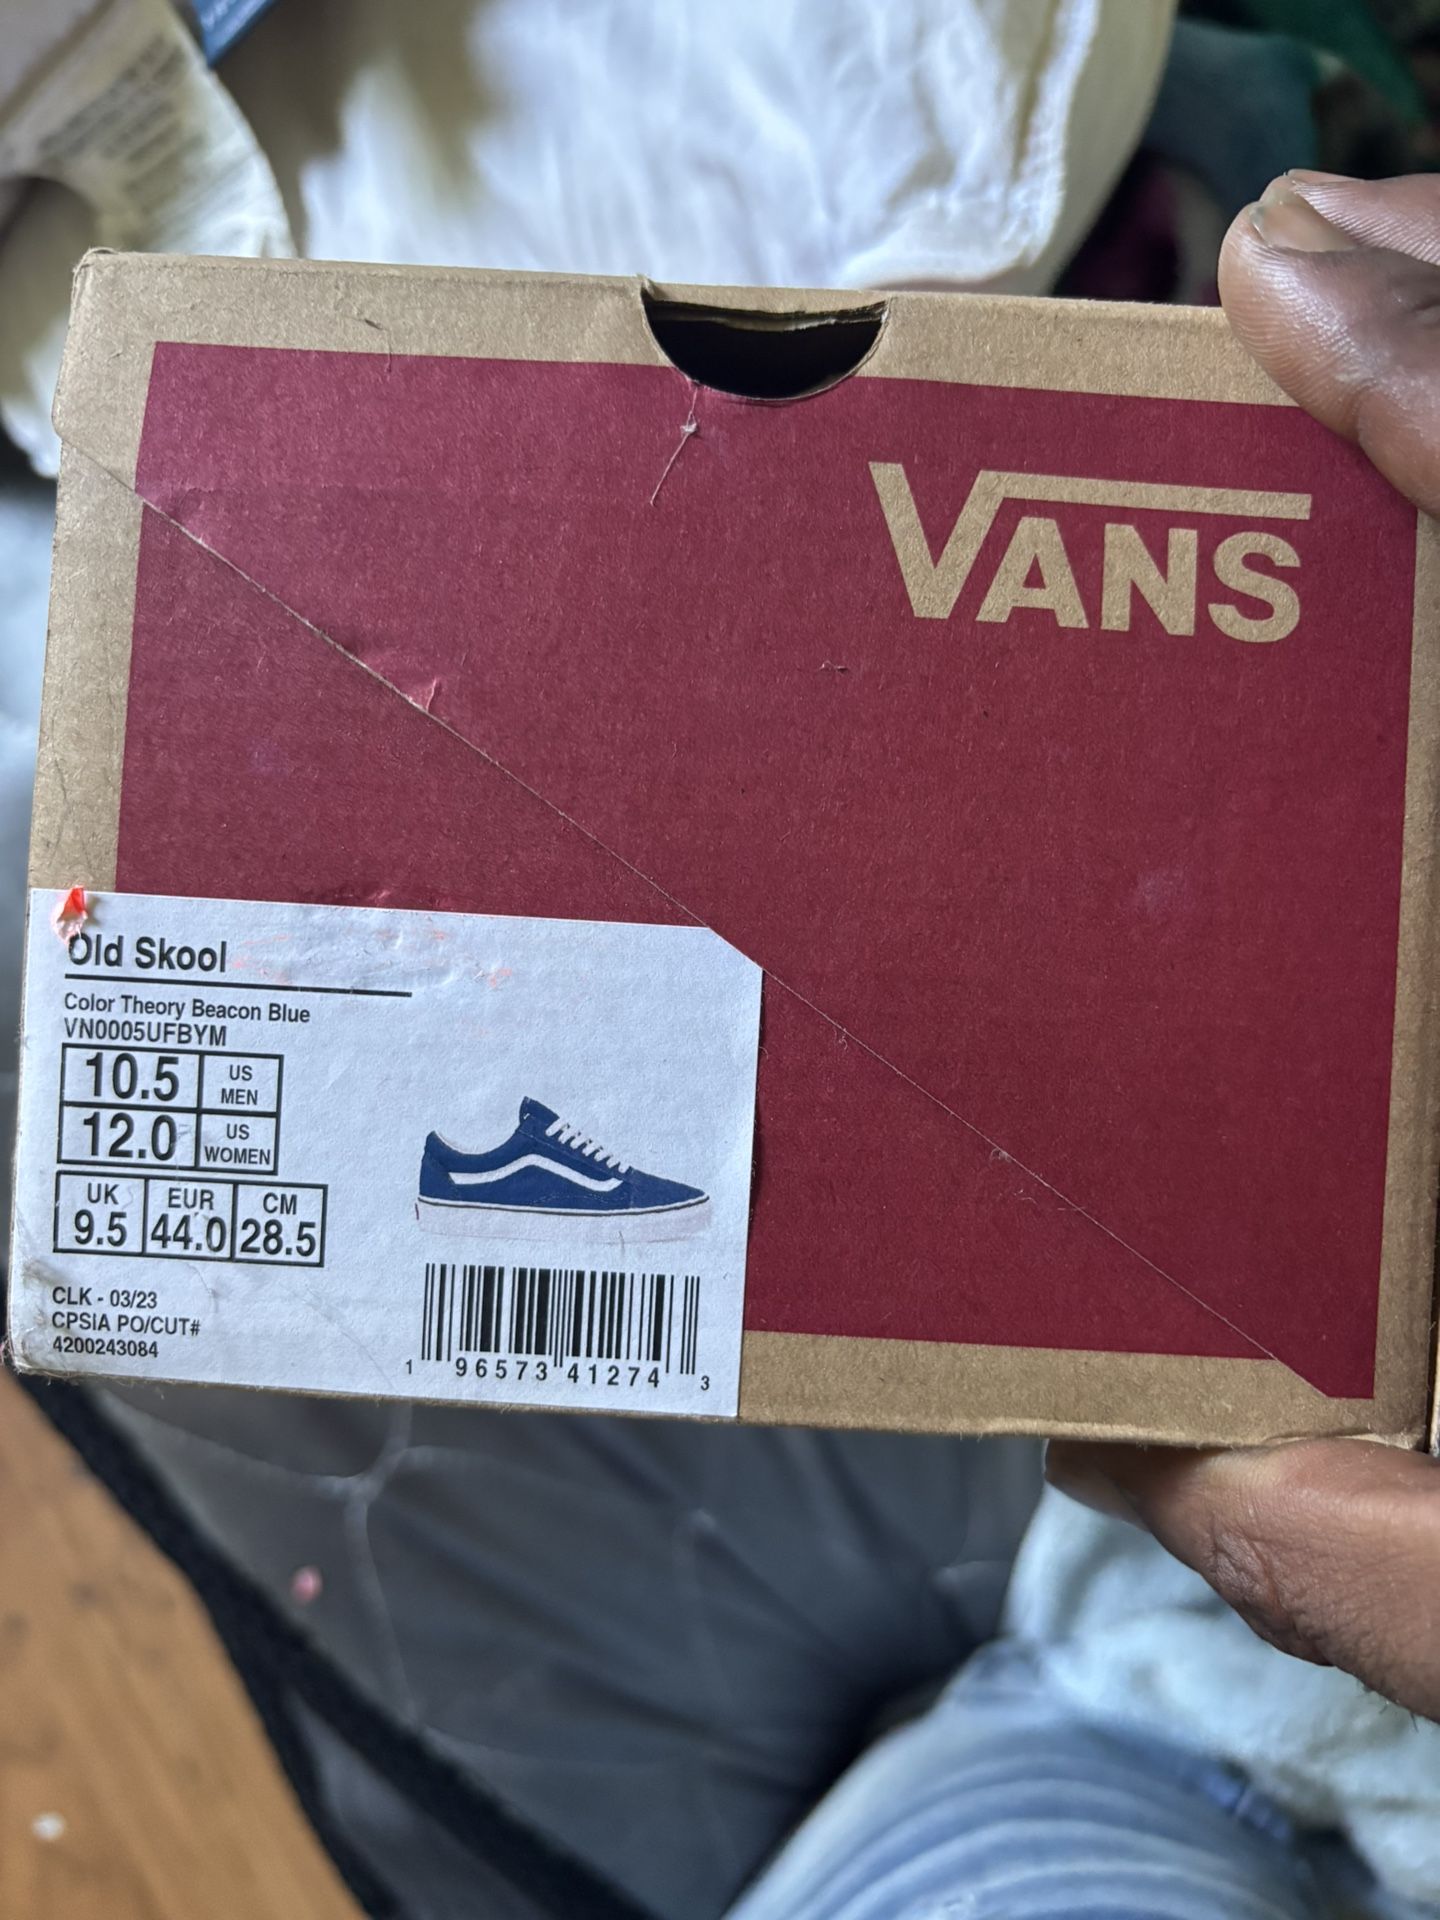 VANS
Old Skool
Color Theory Beacon Blue
VN0005UFBYM
10.5 US MEN
12.0 US WOMEN
UK EUR CM
9.5 44.0 28.5
CLK - 03/23
CPSIA PO/CUT#
4200243084
1 96573 41274 3